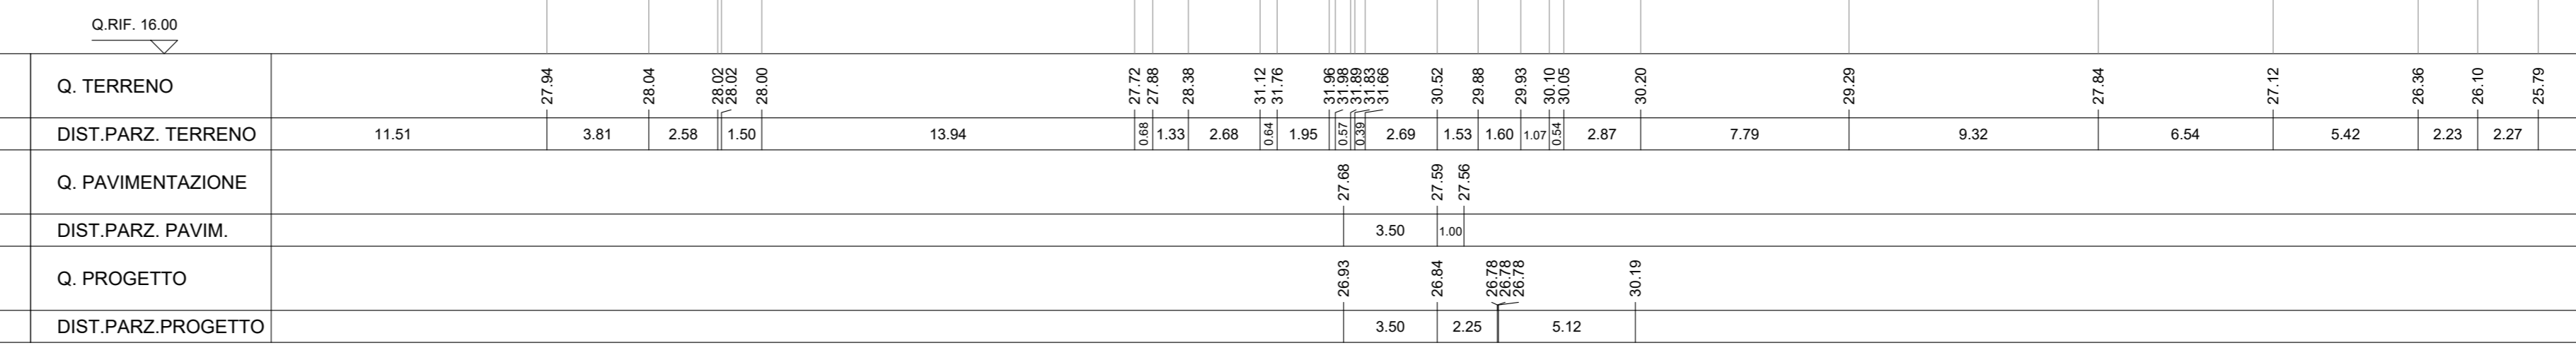 Q.RIF. 16.00
Q. TERRENO 27.94 28.04 28.02 28.02 28.00 27.72 27.88 28.38 31.12 31.76 31.96 31.98 31.89 31.83 31.66 30.52 29.88 29.93 30.10 30.05 30.20 29.29 27.84 27.12 26.36 26.10 25.79
DIST.PARZ. TERRENO 11.51 3.81 2.58 1.50 13.94 0.68 1.33 2.68 0.64 1.95 0.57 0.39 2.69 1.53 1.60 1.07 0.54 2.87 7.79 9.32 6.54 5.42 2.23 2.27
Q. PAVIMENTAZIONE 27.68 27.59 27.56
DIST.PARZ. PAVIM. 3.50 1.00
Q. PROGETTO 26.93 26.84 26.78 26.78 26.78 30.19
DIST.PARZ.PROGETTO 3.50 2.25 5.12